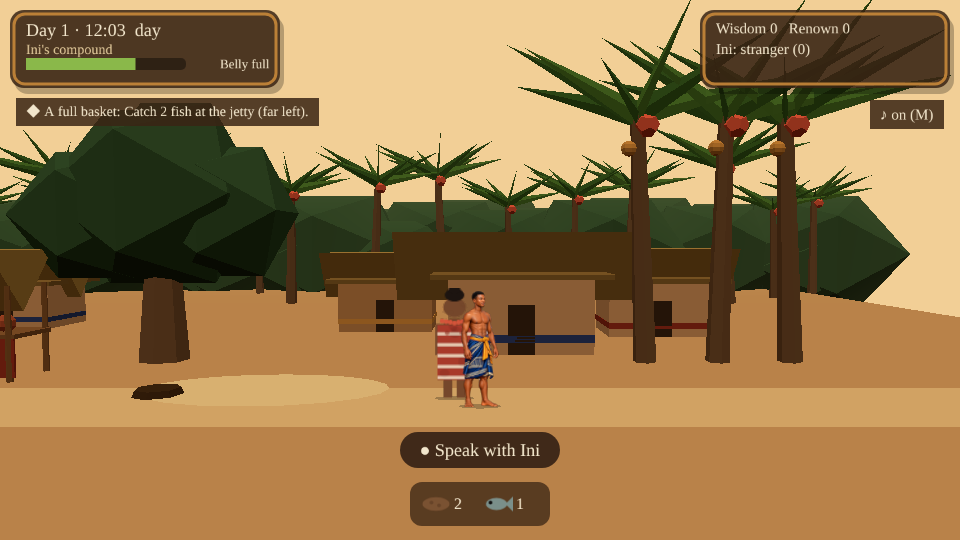 Day 1 · 12:03 day
Ini's compound
Belly full
Wisdom 0 Renown 0
Ini: stranger (0)
◆ A full basket: Catch 2 fish at the jetty (far left).
♪ on (M)
● Speak with Ini
2 1